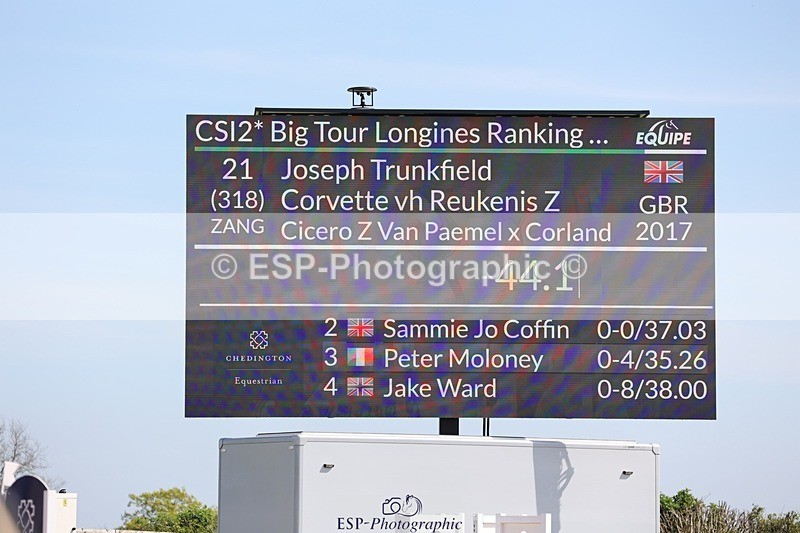 CSI2* Big Tour Longines Ranking ... EQUIPE
21 Joseph Trunkfield
(318) Corvette vh Reukenis Z GBR
ZANG Cicero Z Van Paemel x Corland 2017
© ESP-Photographic ©
-44.1
2 Sammie Jo Coffin 0-0/37.03
CHEDINGTON 3 Peter Moloney 0-4/35.26
Equestrian 4 Jake Ward 0-8/38.00
ESP-Photographic